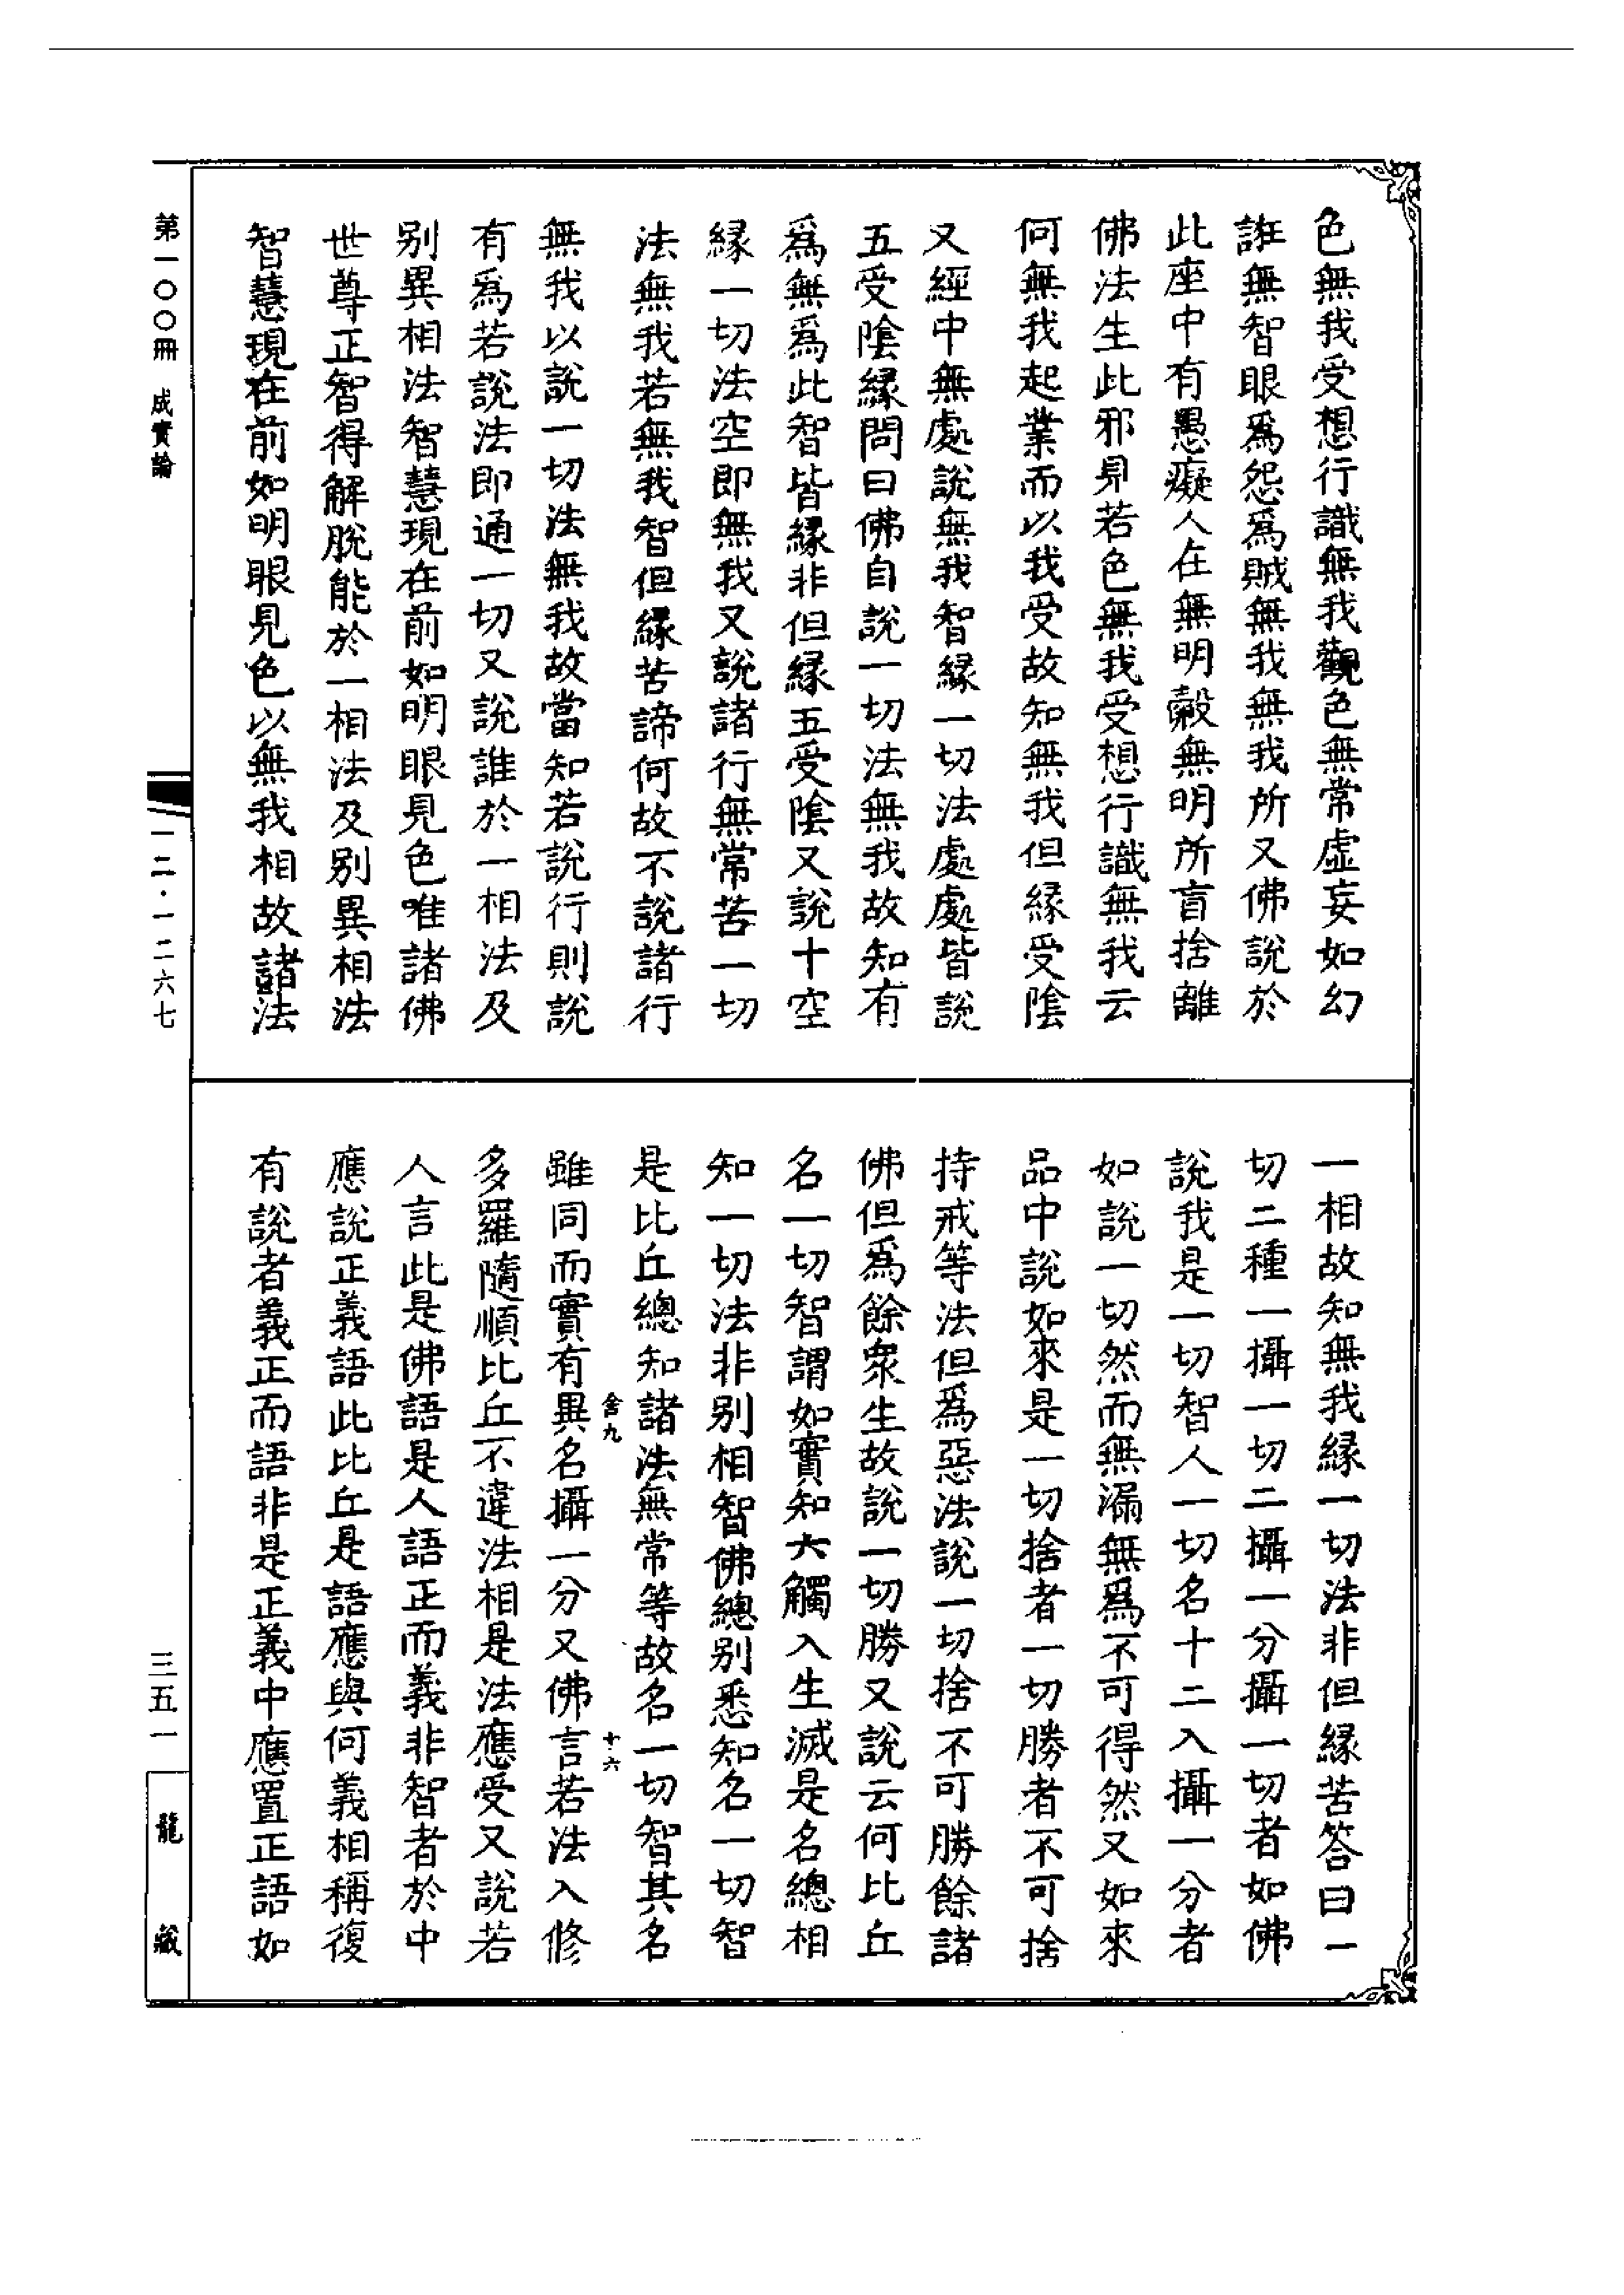 色無我受想行識無我觀色無常虛妄如幻
誑無智眼爲怨爲賊無我無我所又佛說於
此座中有愚癡人在無明㲉無明所盲捨離
佛法生此邪見若色無我受想行識無我云
何無我起業而以我受故知無我但緣受陰
又經中無處說無我智緣一切法處處皆說
五受陰緣問曰佛自說一切法無我故知有
爲無爲此智皆緣非但緣五受陰又說十空
緣一切法空即無我又說諸行無常苦一切
法無我若無我智但緣苦諦何故不說諸行
無我以說一切法無我故當知若說行則說
有爲若說法即通一切又說誰於一相法及
別異相法智慧現在前如明眼見色唯諸佛
世尊正智得解脫能於一相法及別異相法
智慧現在前如明眼見色以無我相故諸法
一相故知無我緣一切法非但緣苦答曰一
切二種一攝一切二攝一分攝一切者如佛
說我是一切智人一切名十二入攝一分者
如說一切然而無漏無爲不可得然又如來
品中說如來是一切捨者一切勝者不可捨
持戒等法但爲惡法說一切捨不可勝餘諸
佛但爲餘衆生故說一切勝又說云何比丘
名一切智謂如實知六觸入生滅是名總相
知一切法非別相智佛總別悉知名一切智
是比丘總知諸法無常等故名一切智其名
舍九 十六
雖同而實有異名攝一分又佛言若法入修
多羅隨順比丘不違法相是法應受又說若
人言此是佛語是人語正而義非智者於中
應說正義語此比丘是語應與何義相稱復
有說者義正而語非是正義中應置正語如
第一〇〇冊 成實論
一二·一二六七
三五一
龍藏